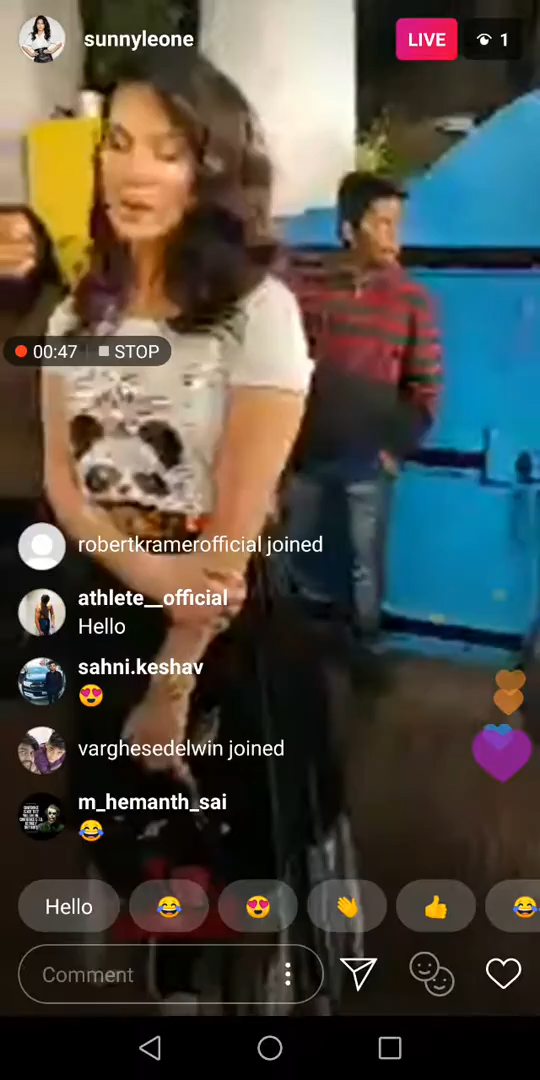 sunnyleone
LIVE
1
00:47
STOP
robertkramerofficial joined
athlete__official
Hello
sahni.keshav
😍
varghesedelwin joined
m_hemanth_sai
😂
Hello 😂 😍 👋 👍 😂
Comment